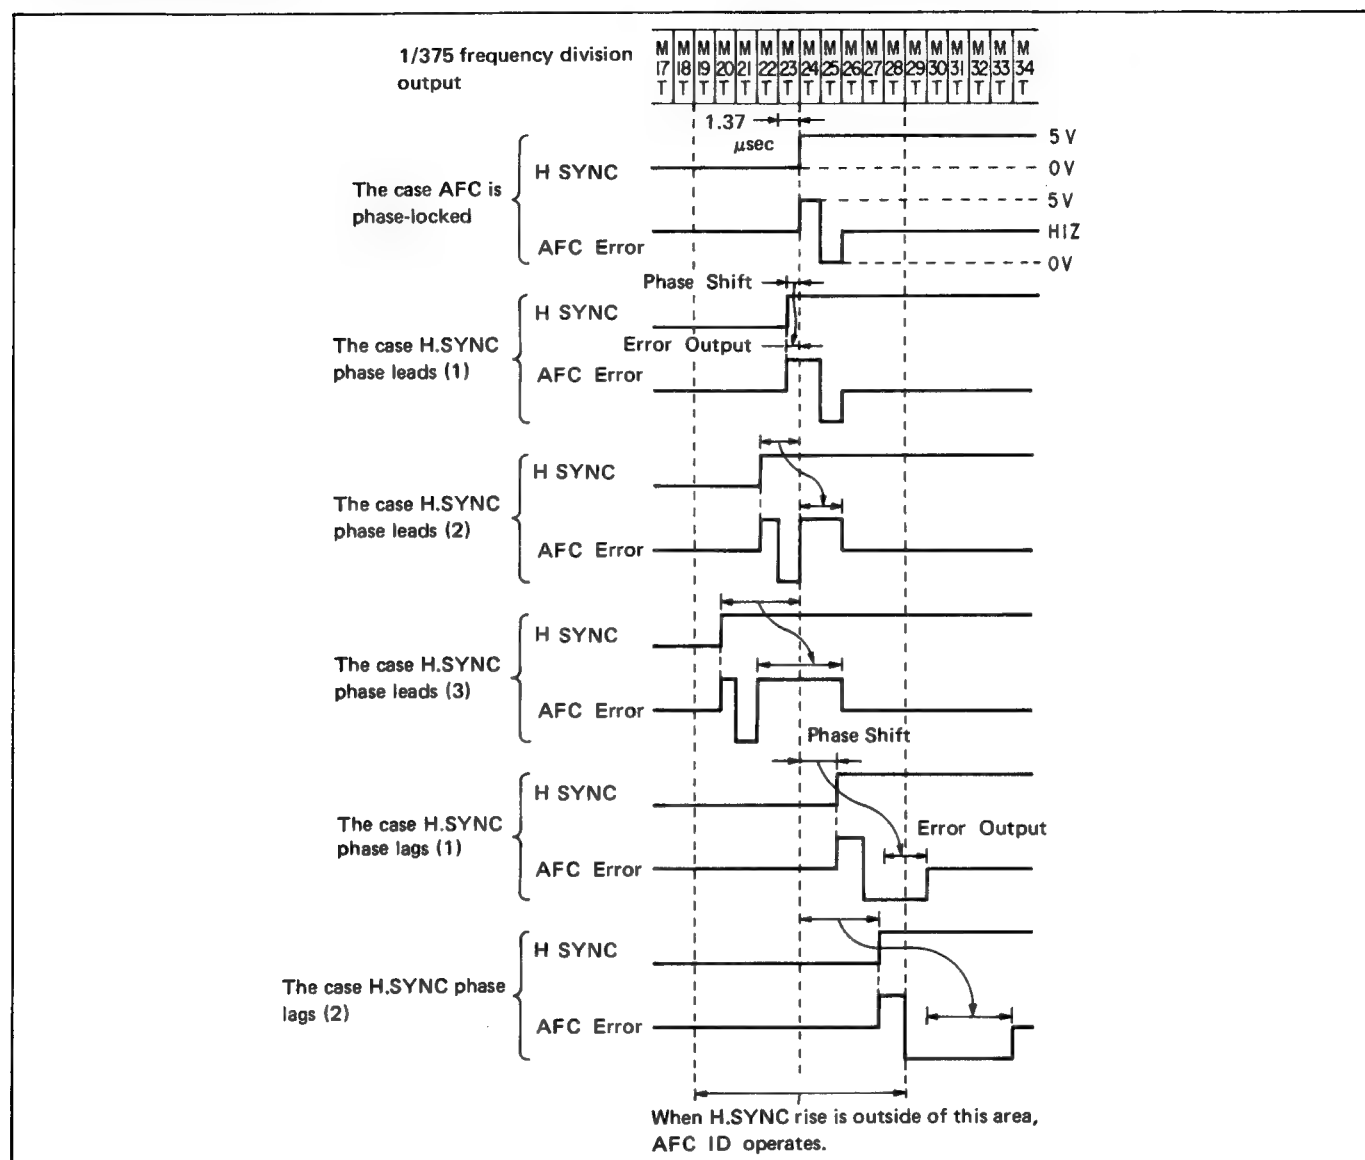 1/375 frequency division
output
M 17 T
M 18 T
M 19 T
M 20 T
M 21 T
M 22 T
M 23 T
M 24 T
M 25 T
M 26 T
M 27 T
M 28 T
M 29 T
M 30 T
M 31 T
M 32 T
M 33 T
M 34 T
1.37
μsec
The case AFC is
phase-locked
H SYNC
5V
0V
AFC Error
5V
HIZ
0V
Phase Shift
The case H.SYNC
phase leads (1)
H SYNC
Error Output
AFC Error
The case H.SYNC
phase leads (2)
H SYNC
AFC Error
The case H.SYNC
phase leads (3)
H SYNC
AFC Error
Phase Shift
The case H.SYNC
phase lags (1)
H SYNC
Error Output
AFC Error
The case H.SYNC phase
lags (2)
H SYNC
AFC Error
When H.SYNC rise is outside of this area,
AFC ID operates.